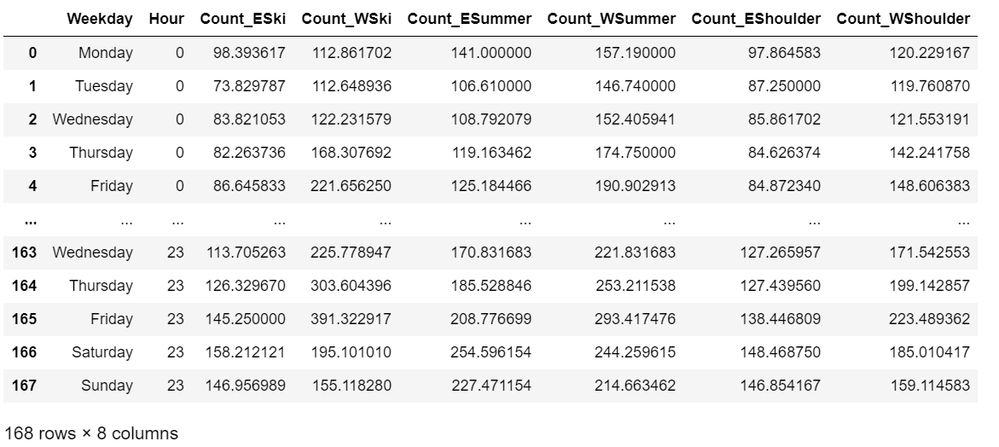 Weekday Hour Count_ESki Count_WSki Count_ESummer Count_WSummer Count_EShoulder Count_WShoulder
0 Monday 0 98.393617 112.861702 141.000000 157.190000 97.864583 120.229167
1 Tuesday 0 73.829787 112.648936 106.610000 146.740000 87.250000 119.760870
2 Wednesday 0 83.821053 122.231579 108.792079 152.405941 85.861702 121.553191
3 Thursday 0 82.263736 168.307692 119.163462 174.750000 84.626374 142.241758
4 Friday 0 86.645833 221.656250 125.184466 190.902913 84.872340 148.606383
... ... ... ... ... ... ... ... ...
163 Wednesday 23 113.705263 225.778947 170.831683 221.831683 127.265957 171.542553
164 Thursday 23 126.329670 303.604396 185.528846 253.211538 127.439560 199.142857
165 Friday 23 145.250000 391.322917 208.776699 293.417476 138.446809 223.489362
166 Saturday 23 158.212121 195.101010 254.596154 244.259615 148.468750 185.010417
167 Sunday 23 146.956989 155.118280 227.471154 214.663462 146.854167 159.114583
168 rows × 8 columns